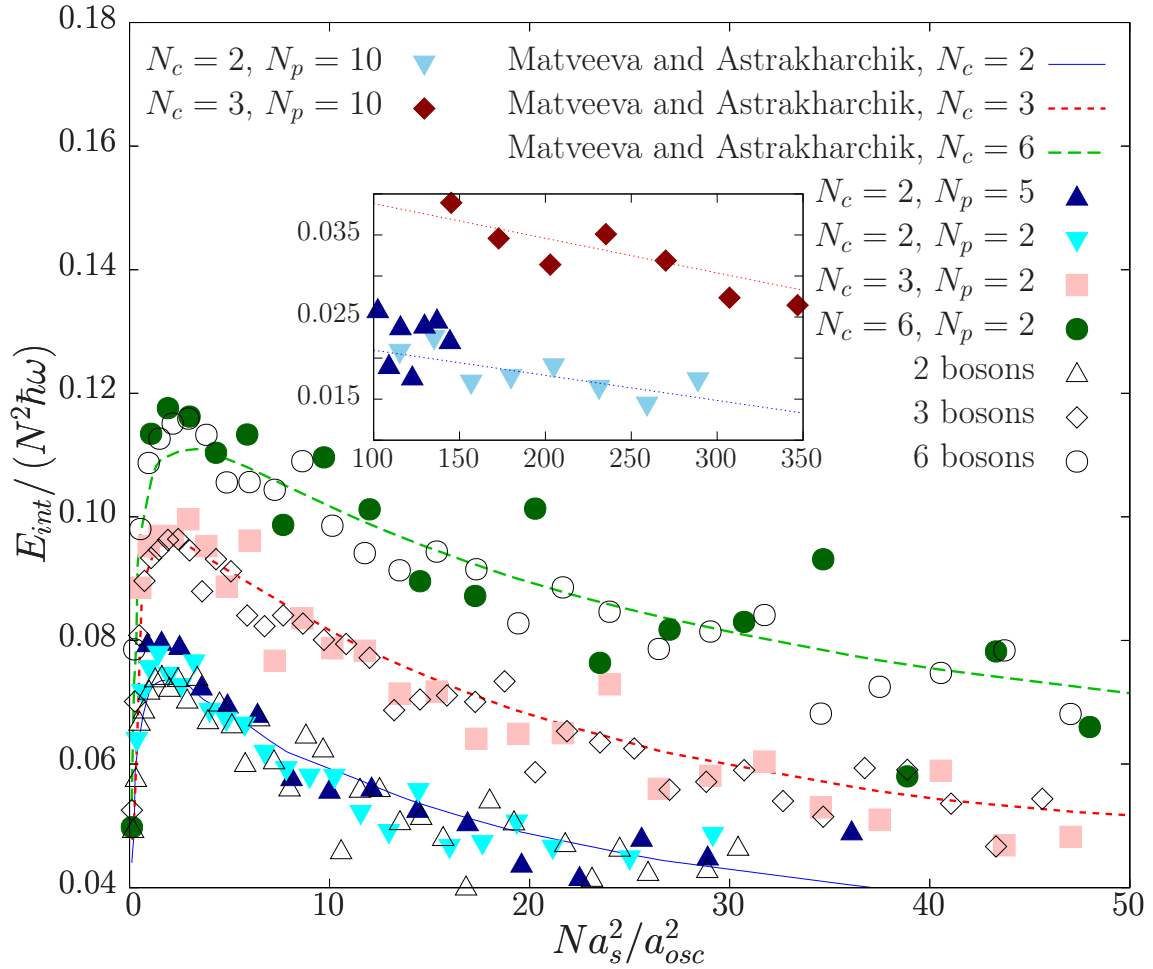 0.18
0.16
0.14
0.12
0.10
0.08
0.06
0.04
E_{int}/(N^2ħω)
N_c = 2, N_p = 10
N_c = 3, N_p = 10
Matveeva and Astrakharchik, N_c = 2
Matveeva and Astrakharchik, N_c = 3
Matveeva and Astrakharchik, N_c = 6
N_c = 2, N_p = 5
N_c = 2, N_p = 2
N_c = 3, N_p = 2
N_c = 6, N_p = 2
2 bosons
3 bosons
6 bosons
0.035
0.025
0.015
100 150 200 250 300 350
0 10 20 30 40 50
Na_s^2/a_{osc}^2